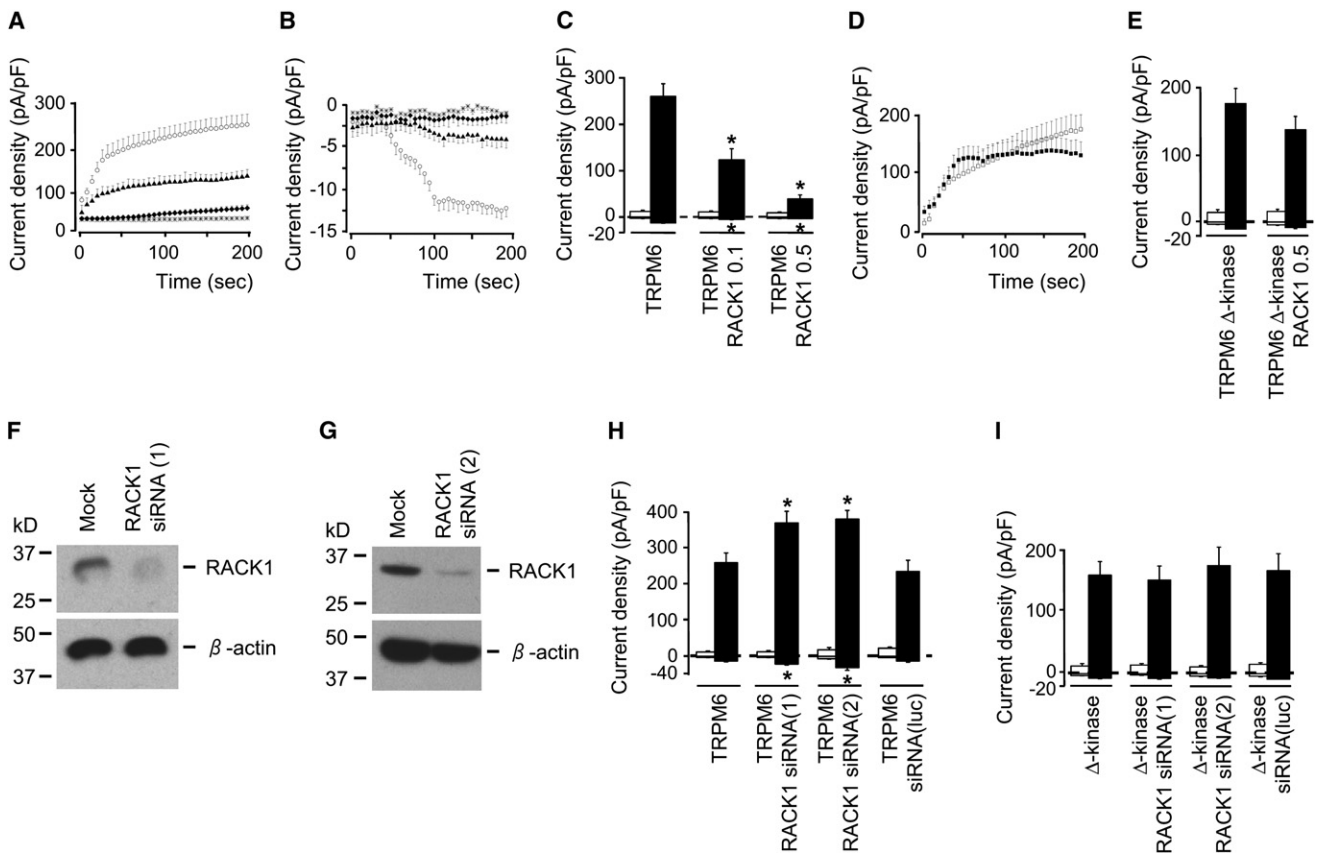 A
Current density (pA/pF)
300
200
100
0
0
100
200
Time (sec)
B
Current density (pA/pF)
0
-5
-10
-15
0
100
200
Time (sec)
C
Current density (pA/pF)
300
200
100
0
-20
*
*
*
*
TRPM6
TRPM6
RACK1 0.1
TRPM6
RACK1 0.5
D
Current density (pA/pF)
200
100
0
0
100
200
Time (sec)
E
Current density (pA/pF)
200
100
0
-20
TRPM6 Δ-kinase
TRPM6 Δ-kinase
RACK1 0.5
F
kD
Mock
RACK1
siRNA (1)
37
25
RACK1
50
37
β-actin
G
kD
Mock
RACK1
siRNA (2)
37
25
RACK1
50
37
β-actin
H
Current density (pA/pF)
400
300
200
100
0
-40
*
*
*
*
TRPM6
TRPM6
RACK1 siRNA(1)
TRPM6
RACK1 siRNA(2)
TRPM6
siRNA(luc)
I
Current density (pA/pF)
200
100
0
-20
Δ-kinase
Δ-kinase
RACK1 siRNA(1)
Δ-kinase
RACK1 siRNA(2)
Δ-kinase
siRNA(luc)